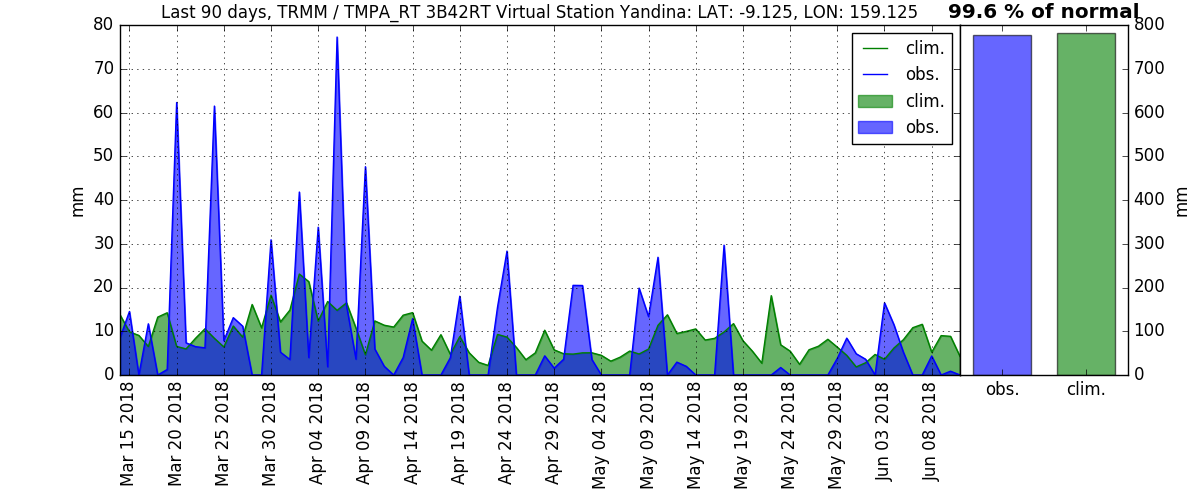 Last 90 days, TRMM / TMPA_RT 3B42RT Virtual Station Yandina: LAT: -9.125, LON: 159.125
99.6 % of normal
80
70
60
50
40
30
20
10
0
mm
clim.
obs.
clim.
obs.
800
700
600
500
400
300
200
100
0
mm
Mar 15 2018
Mar 20 2018
Mar 25 2018
Mar 30 2018
Apr 04 2018
Apr 09 2018
Apr 14 2018
Apr 19 2018
Apr 24 2018
Apr 29 2018
May 04 2018
May 09 2018
May 14 2018
May 19 2018
May 24 2018
May 29 2018
Jun 03 2018
Jun 08 2018
obs.
clim.